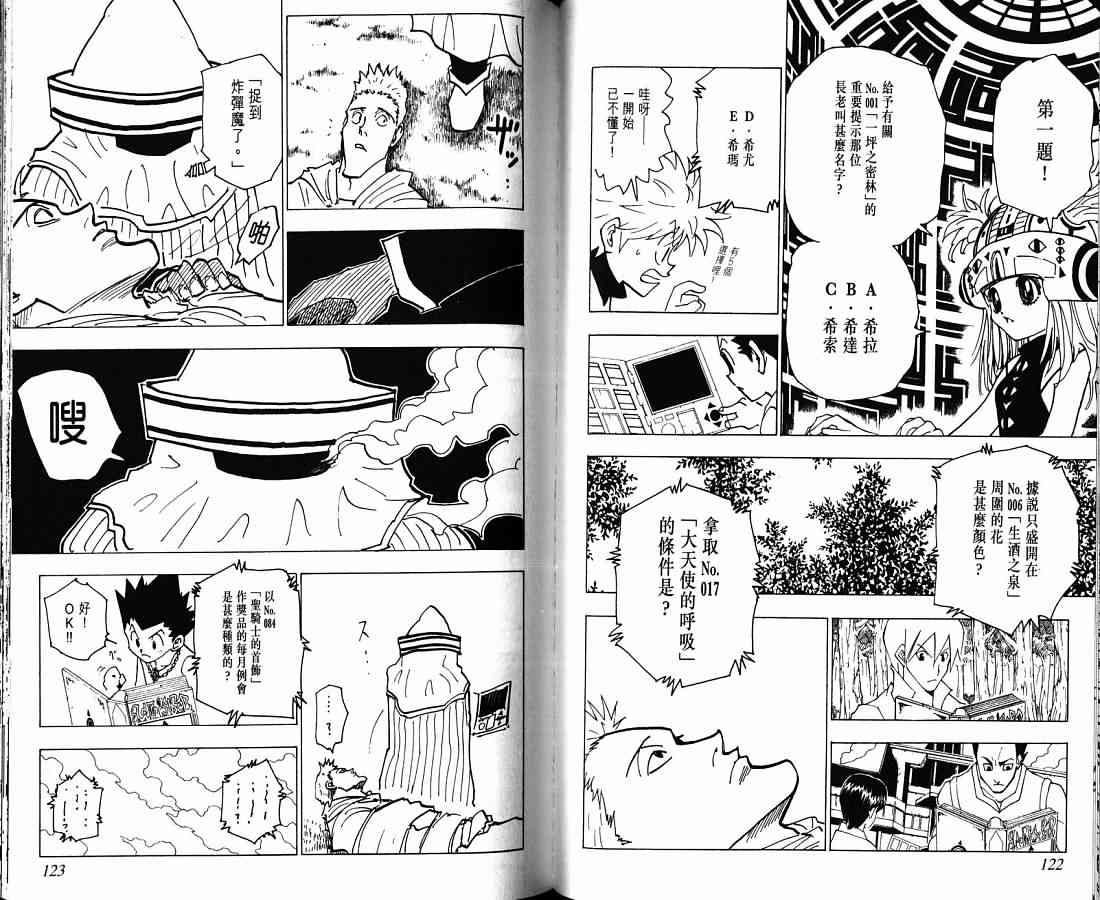 第一題！
給予有關
No.001「一坪之密林」的
重要提示那位
長老叫甚麼名字？
A・希拉
B・希達
C・希索
D・希尤
E・希瑪
哇呀——
一開始
已不懂了！
有5個
選擇哩！
據說只盛開在
No.006「生酒之泉」
周圍的花
是甚麼顏色？
拿取No.017
「大天使的呼吸」
的條件是？
122
ザッ
「捉到
炸彈魔了。」
啪
嗖
ス
…？
以No.084
「聖騎士的首飾」
作獎品的每月例會
是甚麼種類的？
好！
OK!!
…!…
…!?
123